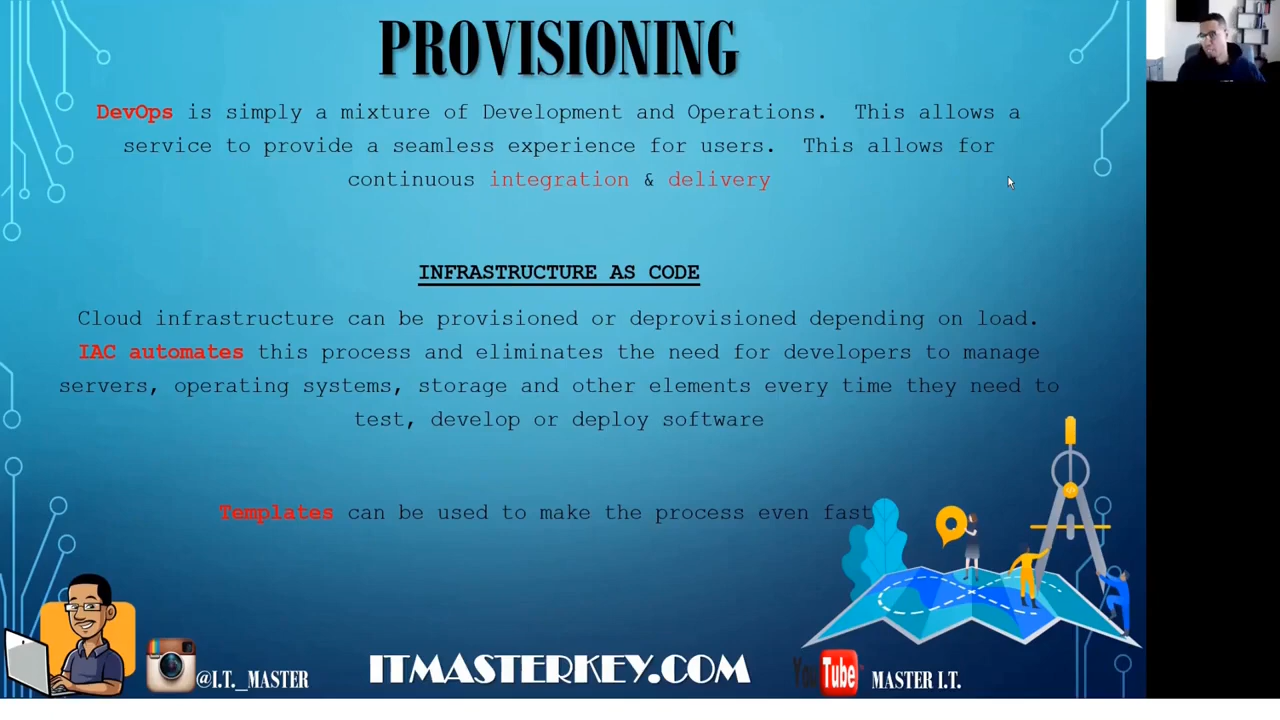 PROVISIONING
DevOps is simply a mixture of Development and Operations. This allows a
service to provide a seamless experience for users. This allows for
continuous integration & delivery
INFRASTRUCTURE AS CODE
Cloud infrastructure can be provisioned or deprovisioned depending on load.
IAC automates this process and eliminates the need for developers to manage
servers, operating systems, storage and other elements every time they need to
test, develop or deploy software
Templates can be used to make the process even fast
@I.T._MASTER
ITMASTERKEY.COM
YouTube
MASTER I.T.